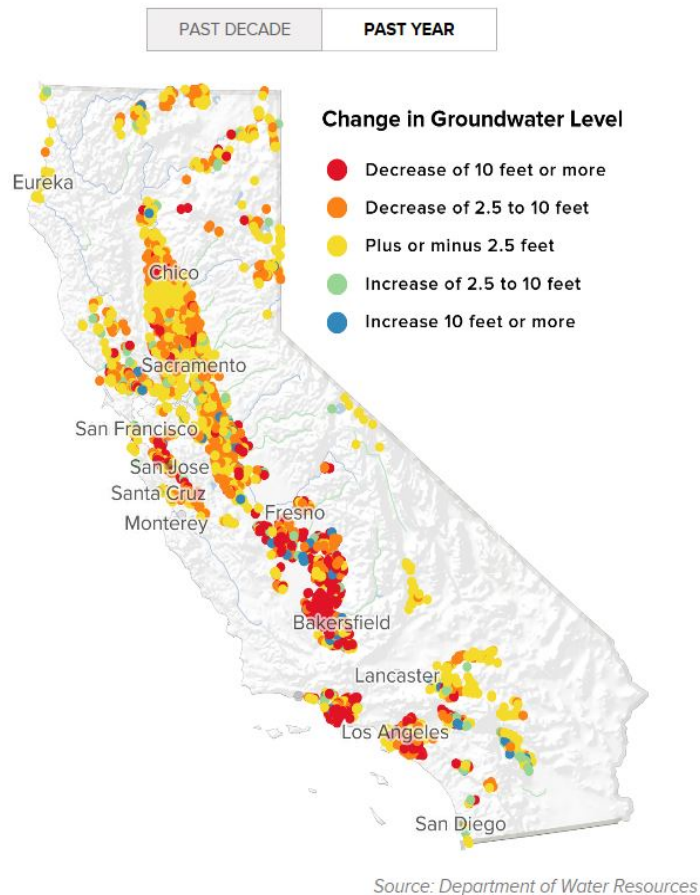 PAST DECADE
PAST YEAR
Change in Groundwater Level
Decrease of 10 feet or more
Decrease of 2.5 to 10 feet
Plus or minus 2.5 feet
Increase of 2.5 to 10 feet
Increase 10 feet or more
Eureka
Chico
Sacramento
San Francisco
San Jose
Santa Cruz
Monterey
Fresno
Bakersfield
Lancaster
Los Angeles
San Diego
Source: Department of Water Resources